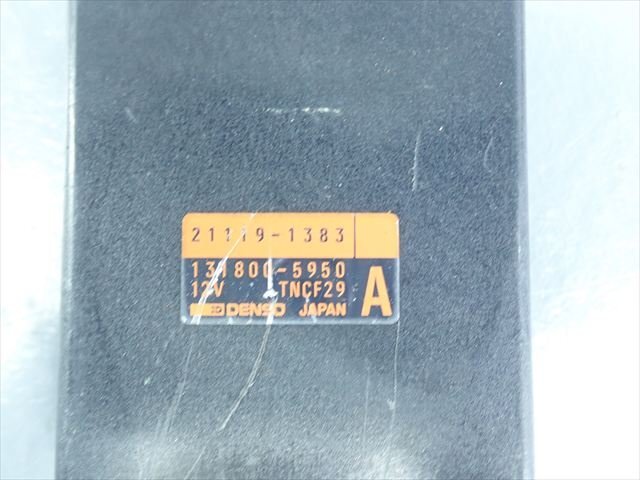 21119-1383
131800-5950
12V TNCF29
A
DENSO JAPAN